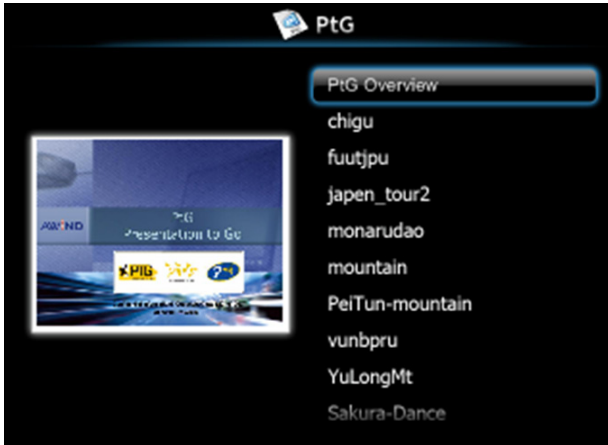 PtG
PtG Overview
chigu
fuutjpu
japen_tour2
monarudao
mountain
PeiTun-mountain
vunbpru
YuLongMt
Sakura-Dance
AWIND
PtG
Presentation to Go